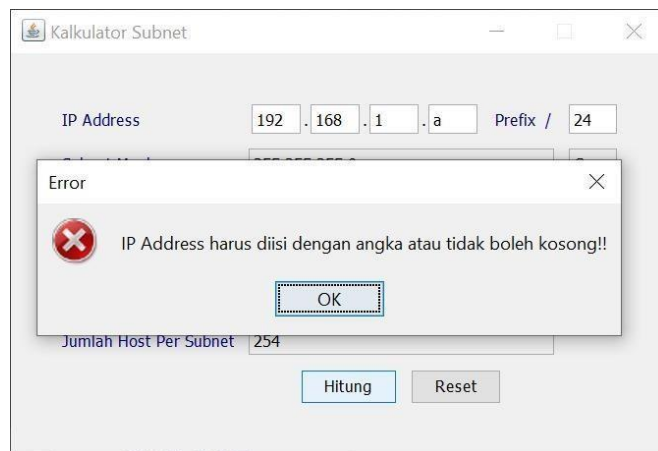 Kalkulator Subnet
IP Address 192 . 168 . 1 . a Prefix / 24
Error
IP Address harus diisi dengan angka atau tidak boleh kosong!!
OK
Jumlah Host Per Subnet 254
Hitung Reset